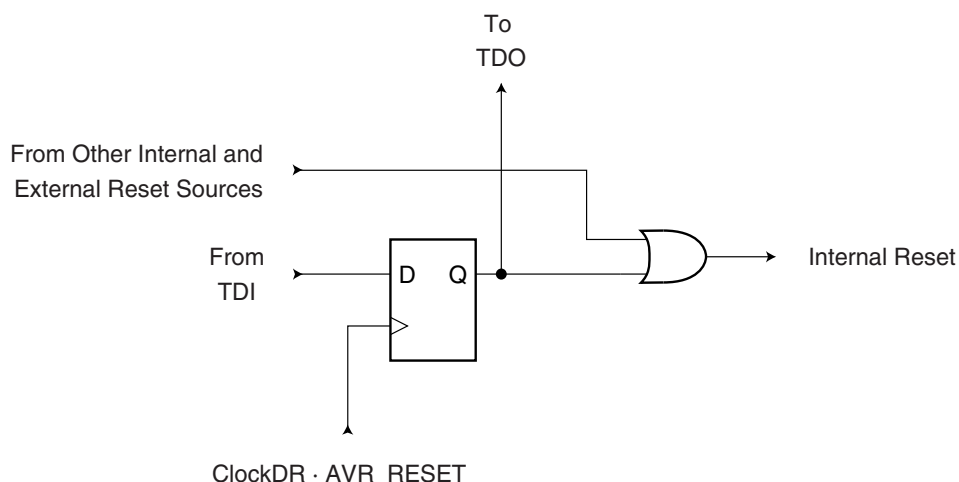 To
TDO
From Other Internal and
External Reset Sources
From
TDI
D
Q
Internal Reset
ClockDR · AVR_RESET